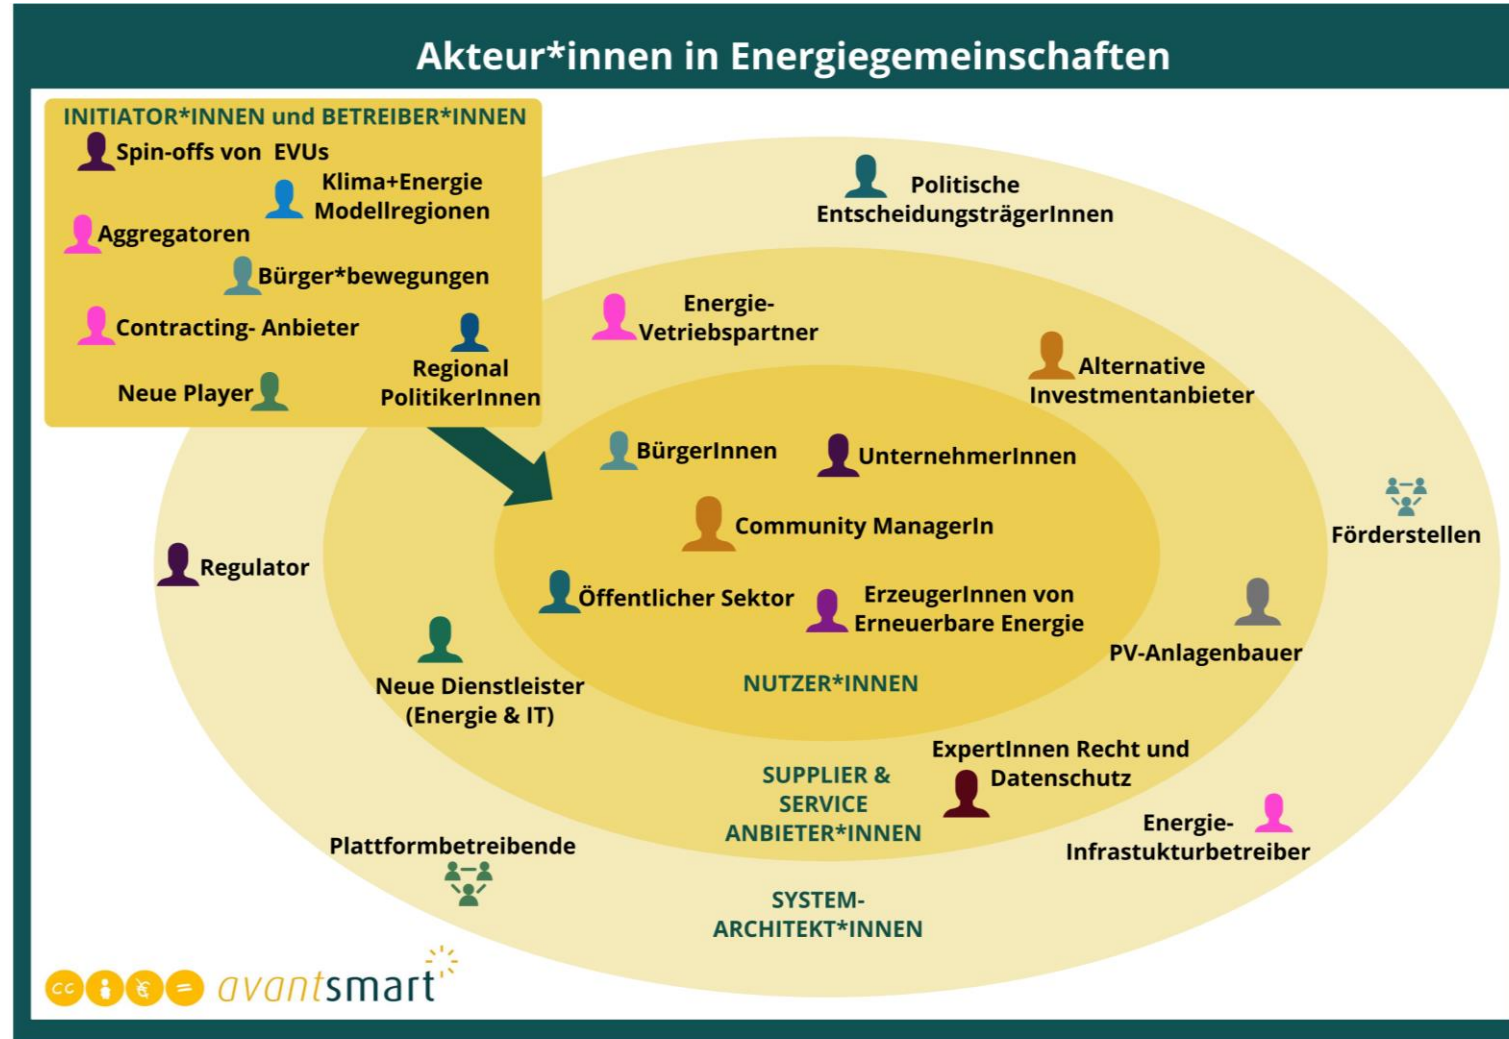 Akteur*innen in Energiegemeinschaften
INITIATOR*INNEN und BETREIBER*INNEN
Spin-offs von EVUs
Klima+Energie
Modellregionen
Aggregatoren
Bürger*bewegungen
Contracting- Anbieter
Regional
PolitikerInnen
Neue Player
Politische
EntscheidungsträgerInnen
Energie-
Vetriebspartner
Alternative
Investmentanbieter
BürgerInnen
UnternehmerInnen
Community ManagerIn
Förderstellen
Regulator
Öffentlicher Sektor
ErzeugerInnen von
Erneuerbare Energie
PV-Anlagenbauer
Neue Dienstleister
(Energie & IT)
NUTZER*INNEN
ExpertInnen Recht und
Datenschutz
SUPPLIER &
SERVICE
ANBIETER*INNEN
Energie-
Infrastukturbetreiber
Plattformbetreibende
SYSTEM-
ARCHITEKT*INNEN
cc
avantsmart